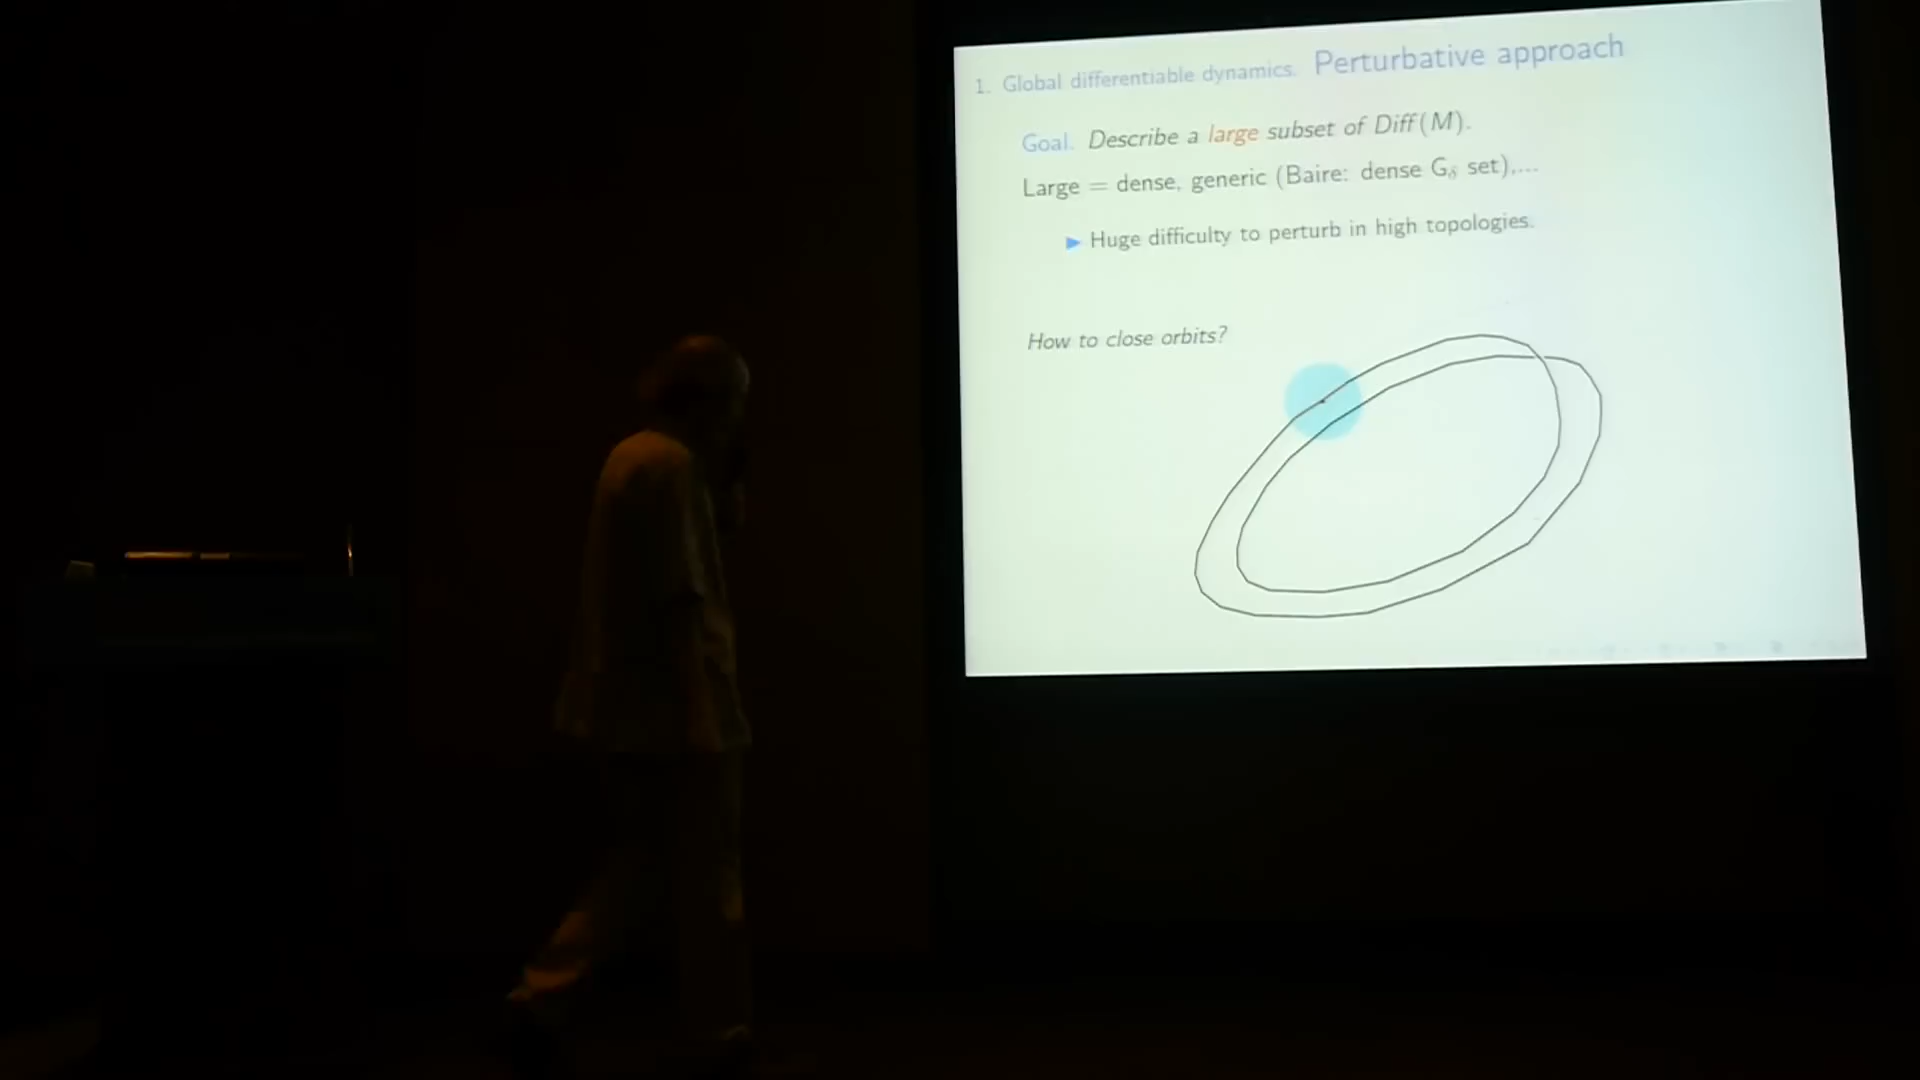 1. Global differentiable dynamics. Perturbative approach
Goal. Describe a large subset of Diff(M).
Large = dense, generic (Baire: dense Gδ set),...
▶ Huge difficulty to perturb in high topologies.
How to close orbits?